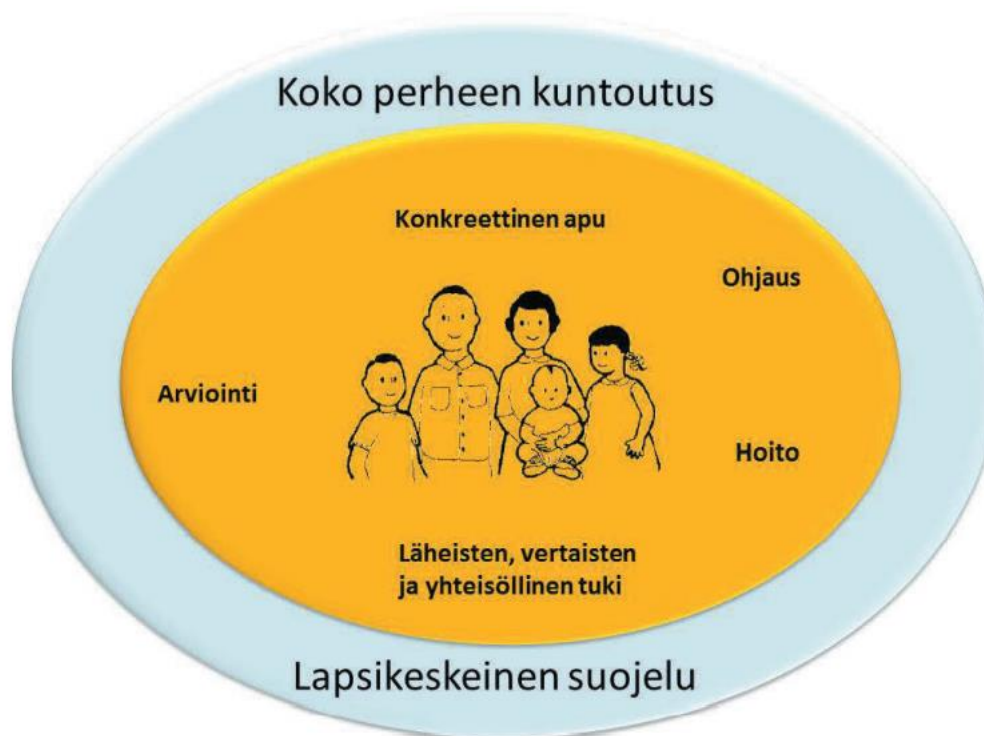 Koko perheen kuntoutus
Konkreettinen apu
Ohjaus
Arviointi
Hoito
Läheisten, vertaisten
ja yhteisöllinen tuki
Lapsikeskeinen suojelu